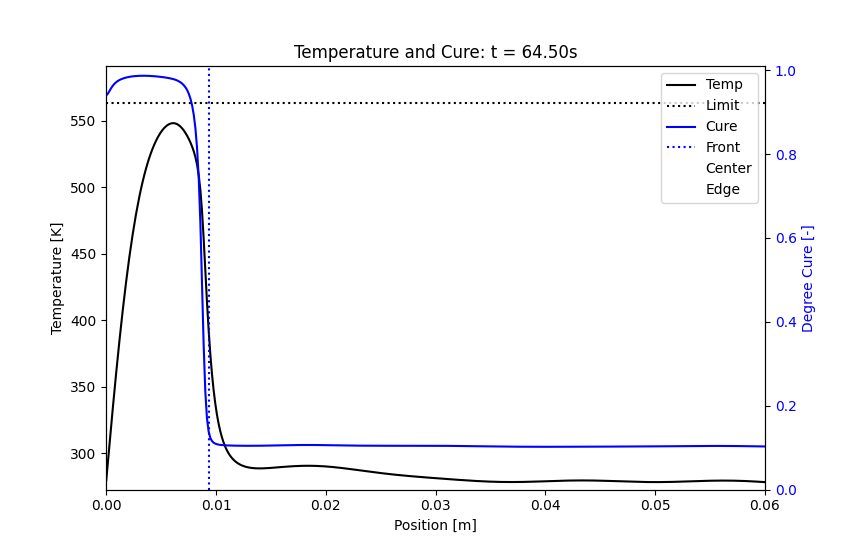 Temperature and Cure: t = 64.50s
Temp
Limit
Cure
Front
Center
Edge
Temperature [K]
550
500
450
400
350
300
Degree Cure [-]
1.0
0.8
0.6
0.4
0.2
0.0
0.00 0.01 0.02 0.03 0.04 0.05 0.06
Position [m]